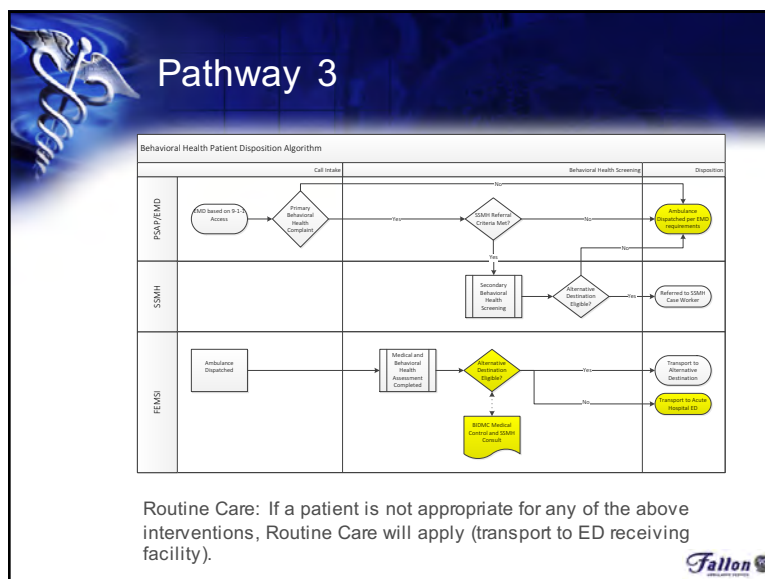 Pathway 3
Behavioral Health Patient Disposition Algorithm
Call Intake
Behavioral Health Screening
Disposition
PSAP/EMD
EMD based on 9-1-1
Access
Primary
Behavioral
Health
Complaint
No
Yes
SSMH Referral
Criteria Met?
No
Ambulance
Dispatched per EMD
requirements
No
Yes
SSMH
Secondary
Behavioral
Health
Screening
Alternative
Destination
Eligible?
Yes
Referred to SSMH
Case Worker
FEMSI
Ambulance
Dispatched
Medical and
Behavioral
Health
Assessment
Completed
Alternative
Destination
Eligible?
Yes
Transport to
Alternative
Destination
No
Transport to Acute
Hospital ED
BIDMC Medical
Control and SSMH
Consult
Routine Care: If a patient is not appropriate for any of the above
interventions, Routine Care will apply (transport to ED receiving
facility).
Fallon
AMBULANCE SERVICE